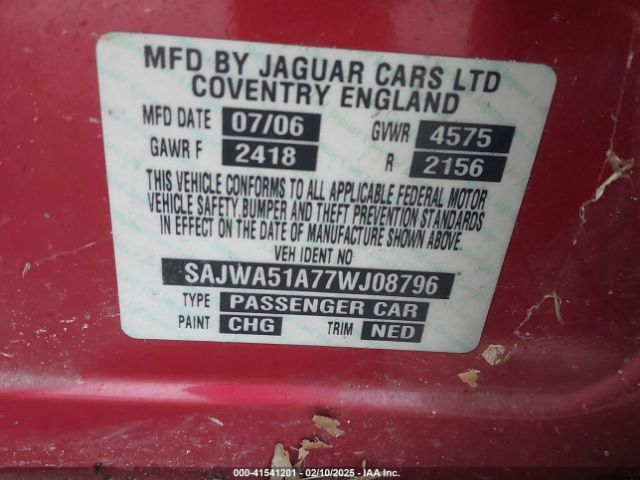 MFD BY JAGUAR CARS LTD
COVENTRY ENGLAND
MFD DATE 07/06 GVWR 4575
GAWR F 2418 R 2156
THIS VEHICLE CONFORMS TO ALL APPLICABLE FEDERAL MOTOR
VEHICLE SAFETY, BUMPER AND THEFT PREVENTION STANDARDS
IN EFFECT ON THE DATE OF MANUFACTURE SHOWN ABOVE.
VEH IDENT NO
SAJWA51A77WJ08796
TYPE PASSENGER CAR
PAINT CHG TRIM NED
000-41541201 - 02/10/2025 - IAA Inc.